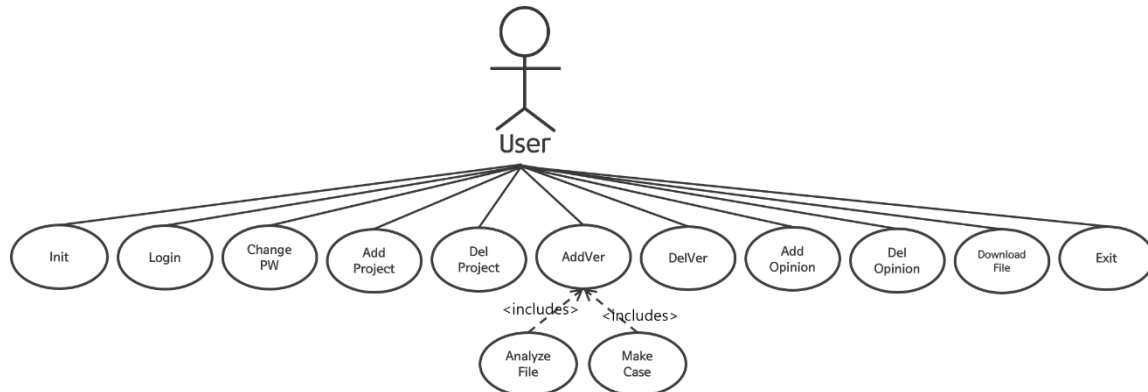 User
Init
Login
Change
PW
Add
Project
Del
Project
AddVer
DelVer
Add
Opinion
Del
Opinion
Download
File
Exit
<includes>
<includes>
Analyze
File
Make
Case